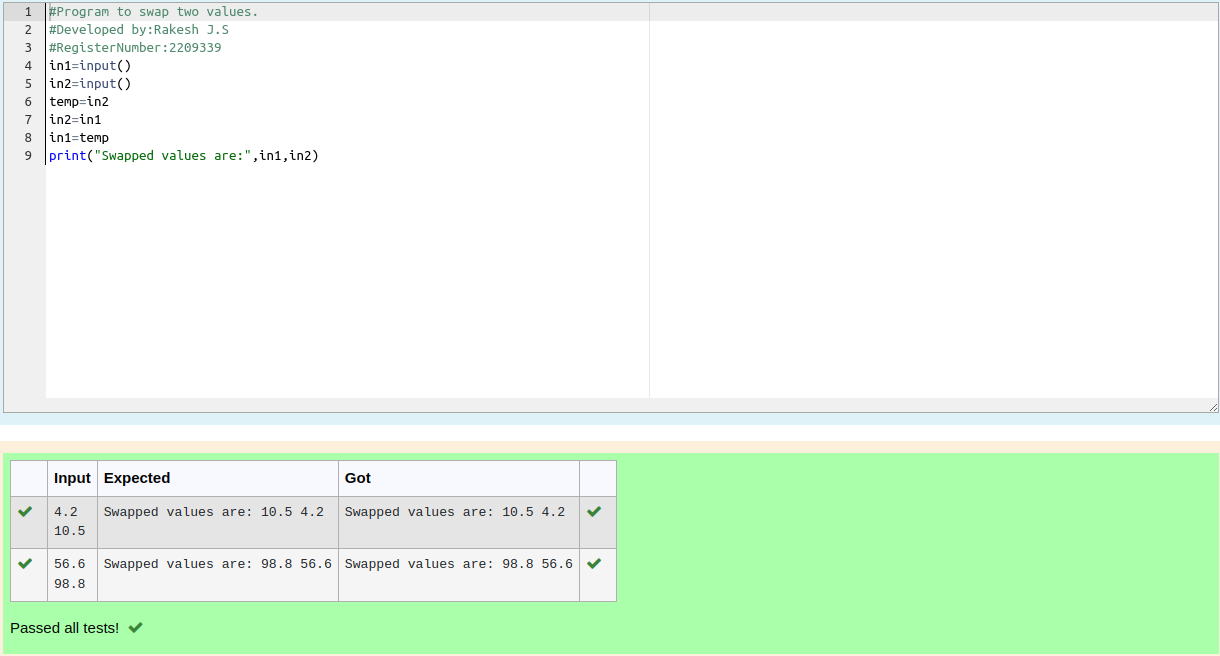 1 #Program to swap two values.
2 #Developed by:Rakesh J.S
3 #RegisterNumber:2209339
4 in1=input()
5 in2=input()
6 temp=in2
7 in2=in1
8 in1=temp
9 print("Swapped values are:",in1,in2)
Input Expected Got
4.2 Swapped values are: 10.5 4.2 Swapped values are: 10.5 4.2
10.5
56.6 Swapped values are: 98.8 56.6 Swapped values are: 98.8 56.6
98.8
Passed all tests!